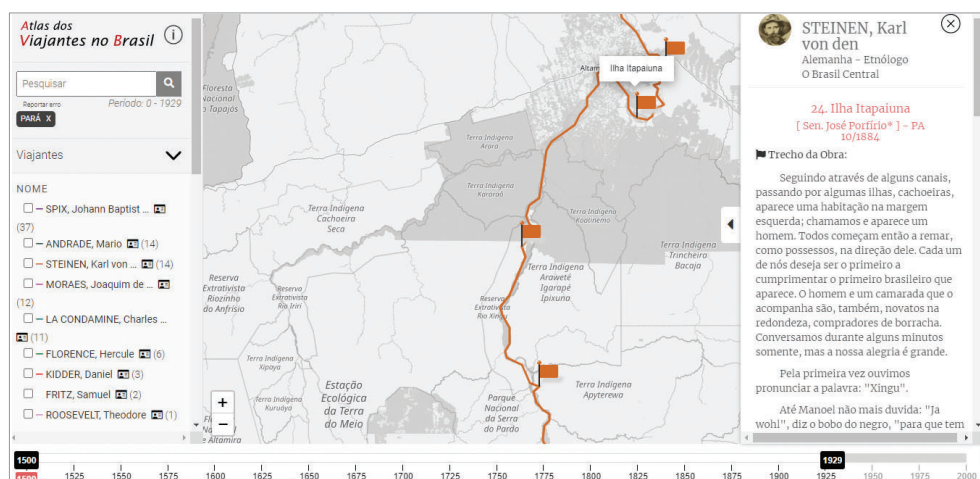 Atlas dos
Viajantes no Brasil
Pesquisar
Reportar erro
Período: 0 - 1929
PARÁ X
Viajantes
NOME
SPIX, Johann Baptist ...
(37)
ANDRADE, Mario (14)
STEINEN, Karl von ... (14)
MORAES, Joaquim de ...
(12)
LA CONDAMINE, Charles ...
(11)
FLORENCE, Hercule (6)
KIDDER, Daniel (3)
FRITZ, Samuel (2)
ROOSEVELT, Theodore (1)
Floresta
Nacional
o Tapajós
Altam
Ilha Itapaiuna
Terra Indígena
Arara
Terra Indígena
Kararaô
Terra Indígena
Koatinemo
Terra Indígena
Cachoeira
Seca
Terra Indígena
Trincheira
Bacaja
Terra Indígena
Araweté
Igarapé
Ipixuna
Reserva
Extrativista
Riozinho
do Anfrísio
Reserva
Extrativista
Rio Iriri
Reserva
Extrativista
Rio Xingu
Terra Indígena
Xipaya
Terra Indígena
Kuruáya
Estação
Ecológica
da Terra
do Meio
Parque
Nacional
da Serra
do Pardo
Terra Indígena
Apyterewa
Nacional
e Altamira
+
−
STEINEN, Karl
von den
Alemanha - Etnólogo
O Brasil Central
24. Ilha Itapaiuna
[ Sen. José Porfírio* ] - PA
10/1884
Trecho da Obra:
Seguindo através de alguns canais,
passando por algumas ilhas, cachoeiras,
aparece uma habitação na margem
esquerda; chamamos e aparece um
homem. Todos começam então a remar,
como possessos, na direção dele. Cada um
de nós deseja ser o primeiro a
cumprimentar o primeiro brasileiro que
aparece. O homem e um camarada que o
acompanha são, também, novatos na
redondeza, compradores de borracha.
Conversamos durante alguns minutos
somente, mas a nossa alegria é grande.
Pela primeira vez ouvimos
pronunciar a palavra: "Xingu".
Até Manoel não mais duvida: "Ja
wohl", diz o bobo do negro, "para que tem
1500
1929
1500 1525 1550 1575 1600 1625 1650 1675 1700 1725 1750 1775 1800 1825 1850 1875 1900 1925 1950 1975 2000